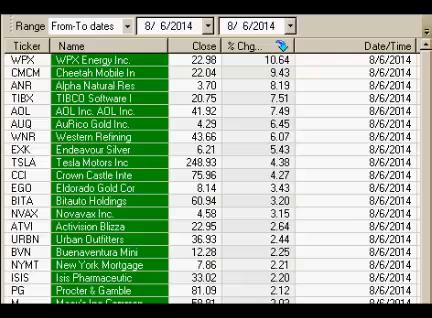 Range From-To dates 8/ 6/2014 8/ 6/2014
Ticker Name Close % Chg... Date/Time
WPX WPX Energy Inc. 22.98 10.64 8/6/2014
CMCM Cheetah Mobile In 22.04 9.43 8/6/2014
ANR Alpha Natural Res 3.70 8.19 8/6/2014
TIBX TIBCO Software I 20.75 7.51 8/6/2014
AOL AOL Inc. AOL Inc. 41.92 7.49 8/6/2014
AUQ AuRico Gold Inc. 4.29 6.45 8/6/2014
WNR Western Refining 43.66 6.07 8/6/2014
EXK Endeavour Silver 6.21 5.43 8/6/2014
TSLA Tesla Motors Inc 248.93 4.38 8/6/2014
CCI Crown Castle Inte 75.96 4.27 8/6/2014
EGO Eldorado Gold Cor 8.14 3.43 8/6/2014
BITA Bitauto Holdings 60.94 3.20 8/6/2014
NVAX Novavax Inc. 4.58 3.15 8/6/2014
ATVI Activision Blizza 22.95 2.64 8/6/2014
URBN Urban Outfitters 36.93 2.44 8/6/2014
BVN Buenaventura Mini 12.28 2.25 8/6/2014
NYMT New York Mortgage 7.86 2.21 8/6/2014
ISIS Isis Pharmaceutic 33.02 2.20 8/6/2014
PG Procter & Gamble 81.09 2.12 8/6/2014